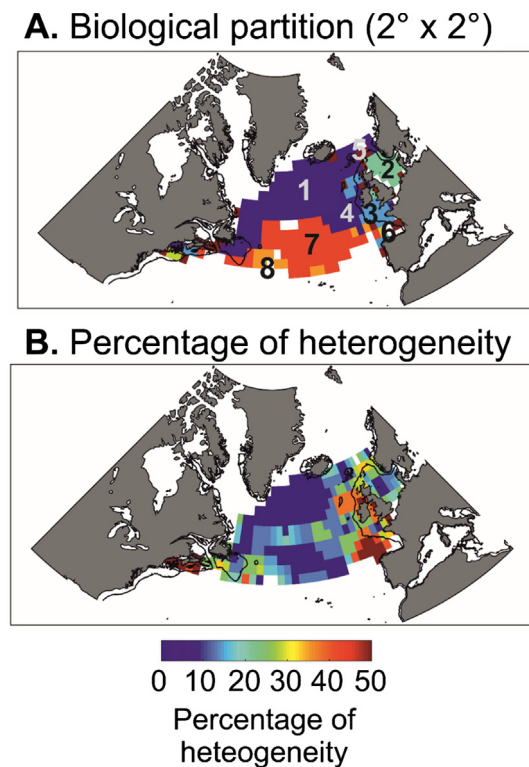 A. Biological partition (2° x 2°)
5
2
1
4
3
6
7
8
B. Percentage of heterogeneity
0 10 20 30 40 50
Percentage of
heteogeneity